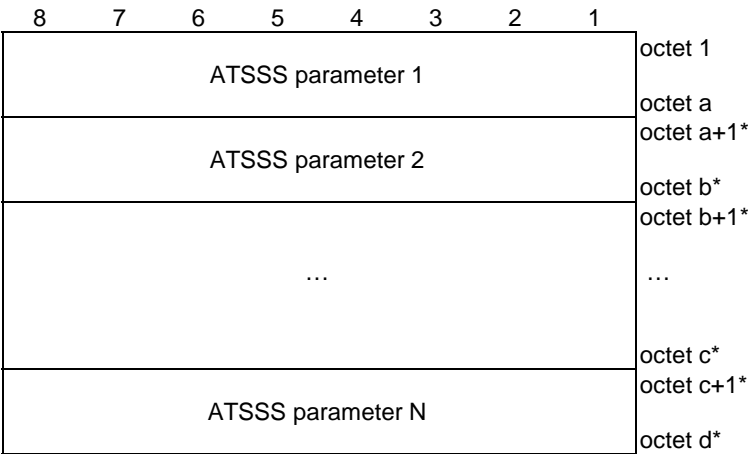 8 7 6 5 4 3 2 1
octet 1
ATSSS parameter 1
octet a
octet a+1*
ATSSS parameter 2
octet b*
octet b+1*
… …
octet c*
octet c+1*
ATSSS parameter N
octet d*